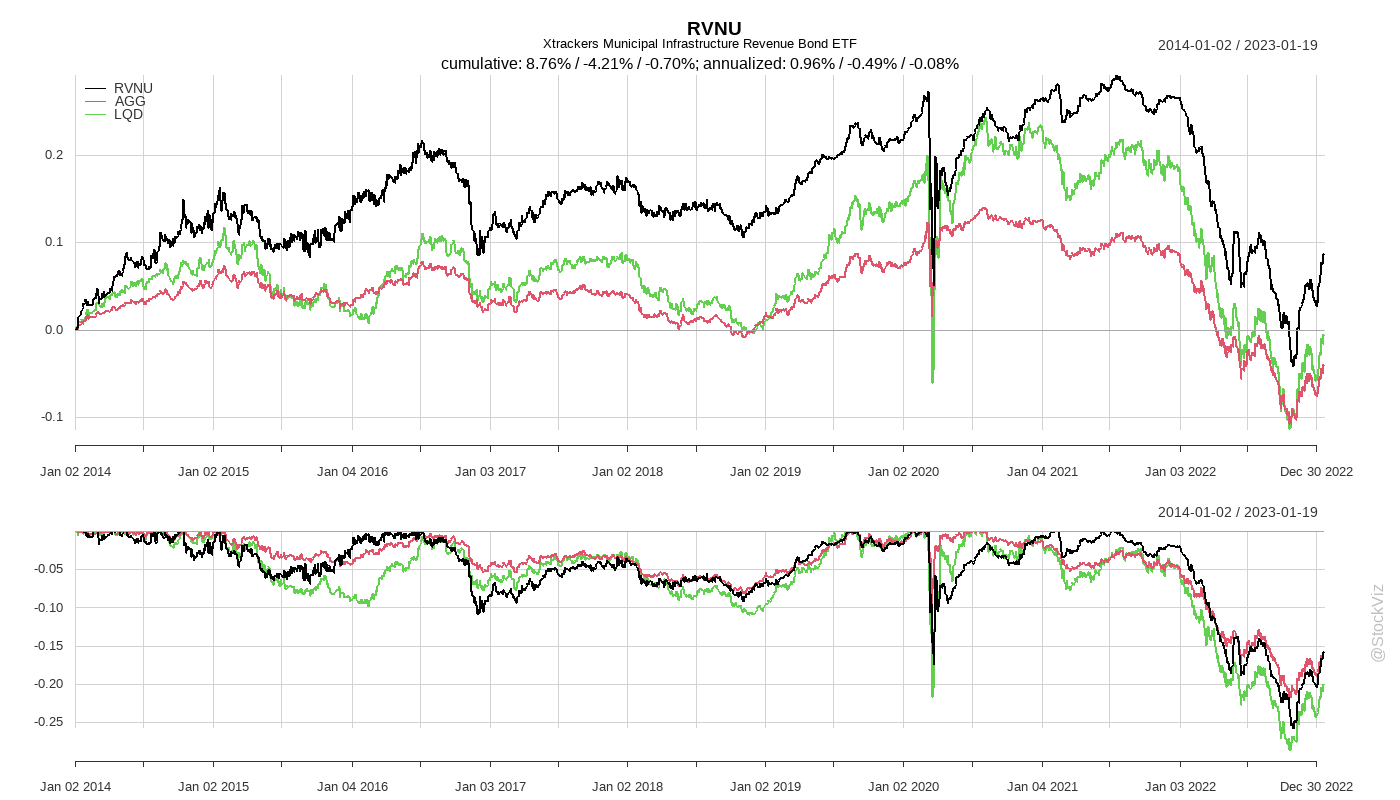 RVNU
Xtrackers Municipal Infrastructure Revenue Bond ETF
2014-01-02 / 2023-01-19
cumulative: 8.76% / -4.21% / -0.70%; annualized: 0.96% / -0.49% / -0.08%
RVNU
AGG
LQD
0.2
0.1
0.0
-0.1
Jan 02 2014 Jan 02 2015 Jan 04 2016 Jan 03 2017 Jan 02 2018 Jan 02 2019 Jan 02 2020 Jan 04 2021 Jan 03 2022 Dec 30 2022
2014-01-02 / 2023-01-19
-0.05
-0.10
-0.15
-0.20
-0.25
Jan 02 2014 Jan 02 2015 Jan 04 2016 Jan 03 2017 Jan 02 2018 Jan 02 2019 Jan 02 2020 Jan 04 2021 Jan 03 2022 Dec 30 2022
@StockViz